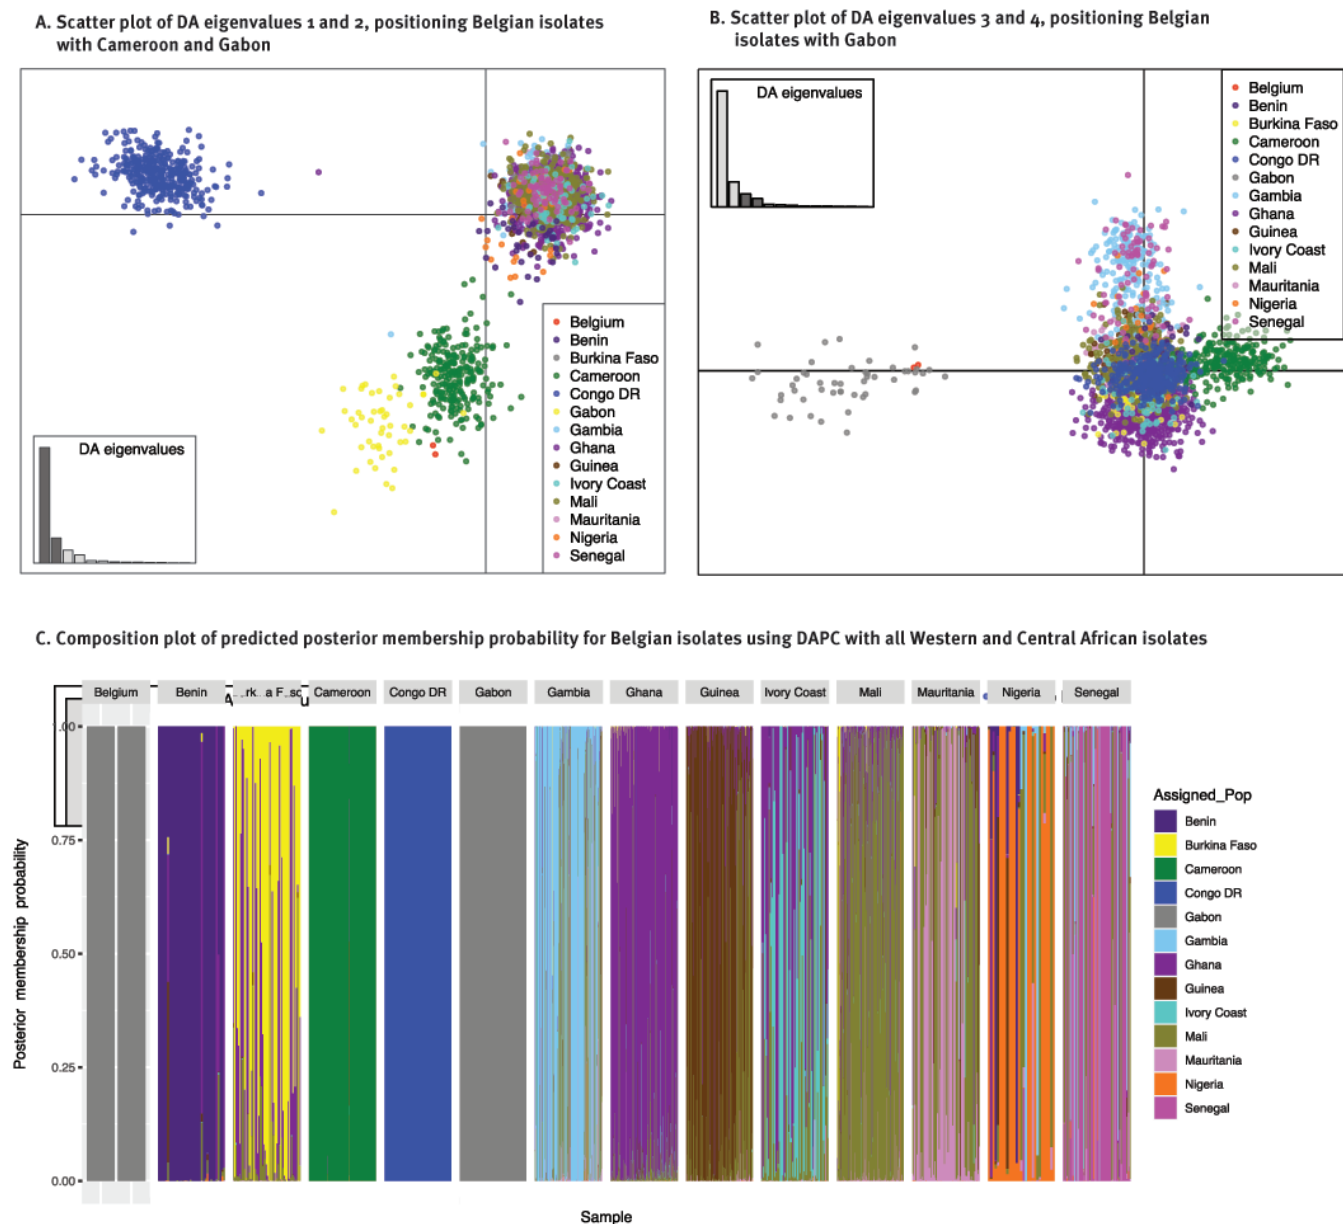 A. Scatter plot of DA eigenvalues 1 and 2, positioning Belgian isolates
with Cameroon and Gabon
B. Scatter plot of DA eigenvalues 3 and 4, positioning Belgian
isolates with Gabon
DA eigenvalues
Belgium
Benin
Burkina Faso
Cameroon
Congo DR
Gabon
Gambia
Ghana
Guinea
Ivory Coast
Mali
Mauritania
Nigeria
Senegal
DA eigenvalues
Belgium
Benin
Burkina Faso
Cameroon
Congo DR
Gabon
Gambia
Ghana
Guinea
Ivory Coast
Mali
Mauritania
Nigeria
Senegal
C. Composition plot of predicted posterior membership probability for Belgian isolates using DAPC with all Western and Central African isolates
Belgium Benin Cameroon Congo DR Gabon Gambia Ghana Guinea Ivory Coast Mali Mauritania Nigeria Senegal
0.75
0.50
0.25
0.00
Posterior membership probability
Sample
Assigned_Pop
Benin
Burkina Faso
Cameroon
Congo DR
Gabon
Gambia
Ghana
Guinea
Ivory Coast
Mali
Mauritania
Nigeria
Senegal